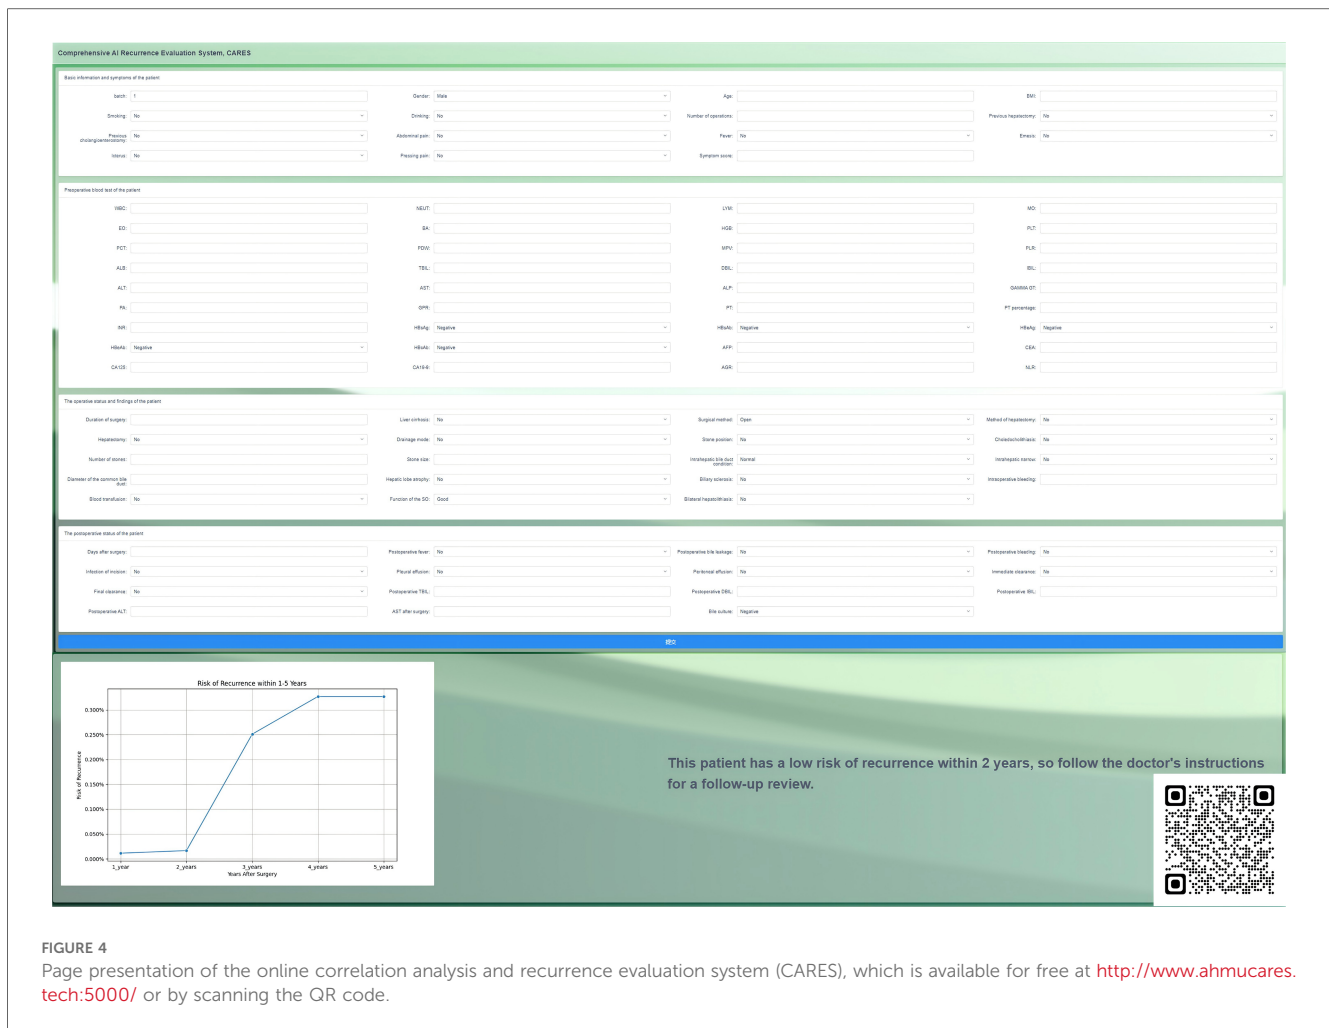 Comprehensive AI Recurrence Evaluation System, CARES
Basic information and symptoms of the patient
batch: 1 Gender: Male Age: BMI:
Smoking: No Drinking: No Number of operations: Previous hepatectomy: No
Previous cholangioenterostomy: No Abdominal pain: No Fever: No Emesis: No
Icterus: No Pressing pain: No Symptom score:
Preoperative blood test of the patient
WBC: NEUT: LYM: MO:
EO: BA: HGB: PLT:
PCT: PDW: MPV: PLR:
ALB: TBIL: DBIL: IBIL:
ALT: AST: ALP: GAMMA GT:
PA: GPR: PT: PT percentage:
INR: HBsAg: Negative HBsAb: Negative HBeAg: Negative
HBeAb: Negative HBcAb: Negative AFP: CEA:
CA125: CA19-9: AGR: NLR:
The operative status and findings of the patient
Duration of surgery: Liver cirrhosis: No Surgical method: Open Method of hepatectomy: No
Hepatectomy: No Drainage mode: No Stone position: No Choledocholithiasis: No
Number of stones: Stone size: Intrahepatic bile duct condition: Normal Intrahepatic narrow: No
Diameter of the common bile duct: Hepatic lobe atrophy: No Biliary sclerosis: No Intraoperative bleeding:
Blood transfusion: No Function of the SO: Good Bilateral hepatolithiasis: No
The postoperative status of the patient
Days after surgery: Postoperative fever: No Postoperative bile leakage: No Postoperative bleeding: No
Infection of incision: No Pleural effusion: No Peritoneal effusion: No Immediate clearance: No
Final clearance: No Postoperative TBIL: Postoperative DBIL: Postoperative IBIL:
Postoperative ALT: AST after surgery: Bile culture: Negative
提交
Risk of Recurrence within 1-5 Years
Risk of Recurrence
0.300%
0.250%
0.200%
0.150%
0.100%
0.050%
0.000%
1_year 2_years 3_years 4_years 5_years
Years After Surgery
This patient has a low risk of recurrence within 2 years, so follow the doctor's instructions
for a follow-up review.
FIGURE 4
Page presentation of the online correlation analysis and recurrence evaluation system (CARES), which is available for free at http://www.ahmucares.
tech:5000/ or by scanning the QR code.